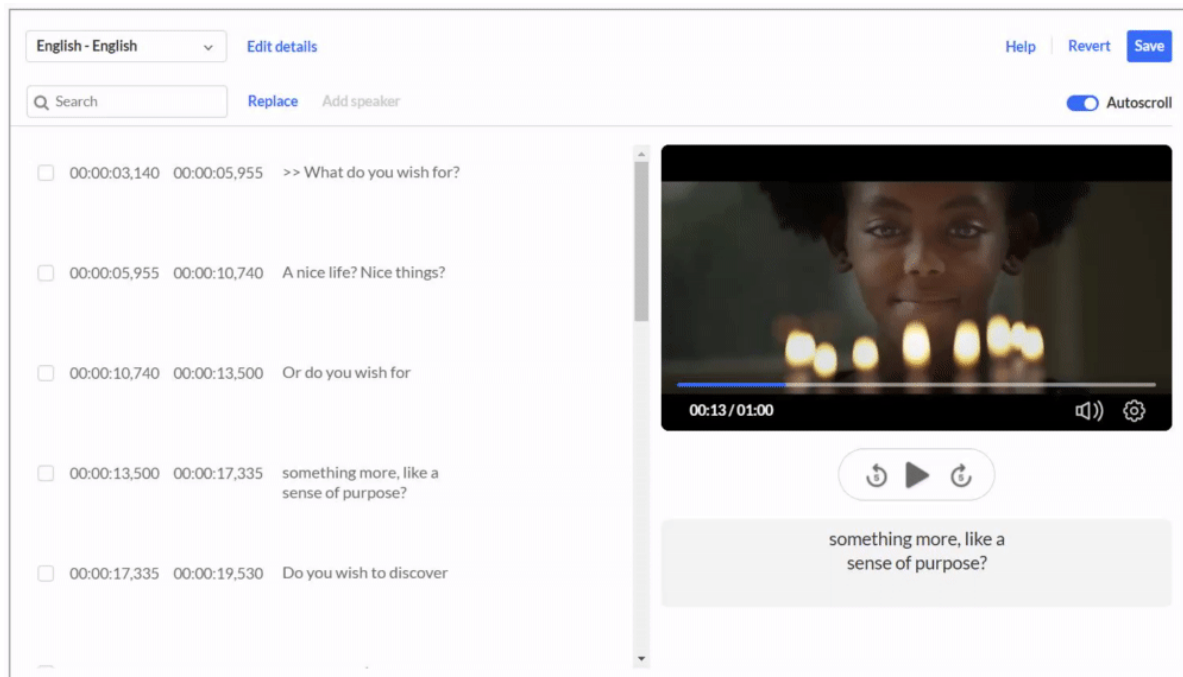 English - English
Edit details
Help
Revert
Save
Search
Replace
Add speaker
Autoscroll
00:00:03,140 00:00:05,955 >> What do you wish for?
00:00:05,955 00:00:10,740 A nice life? Nice things?
00:00:10,740 00:00:13,500 Or do you wish for
00:00:13,500 00:00:17,335 something more, like a
sense of purpose?
00:00:17,335 00:00:19,530 Do you wish to discover
00:13 / 01:00
5
5
something more, like a
sense of purpose?